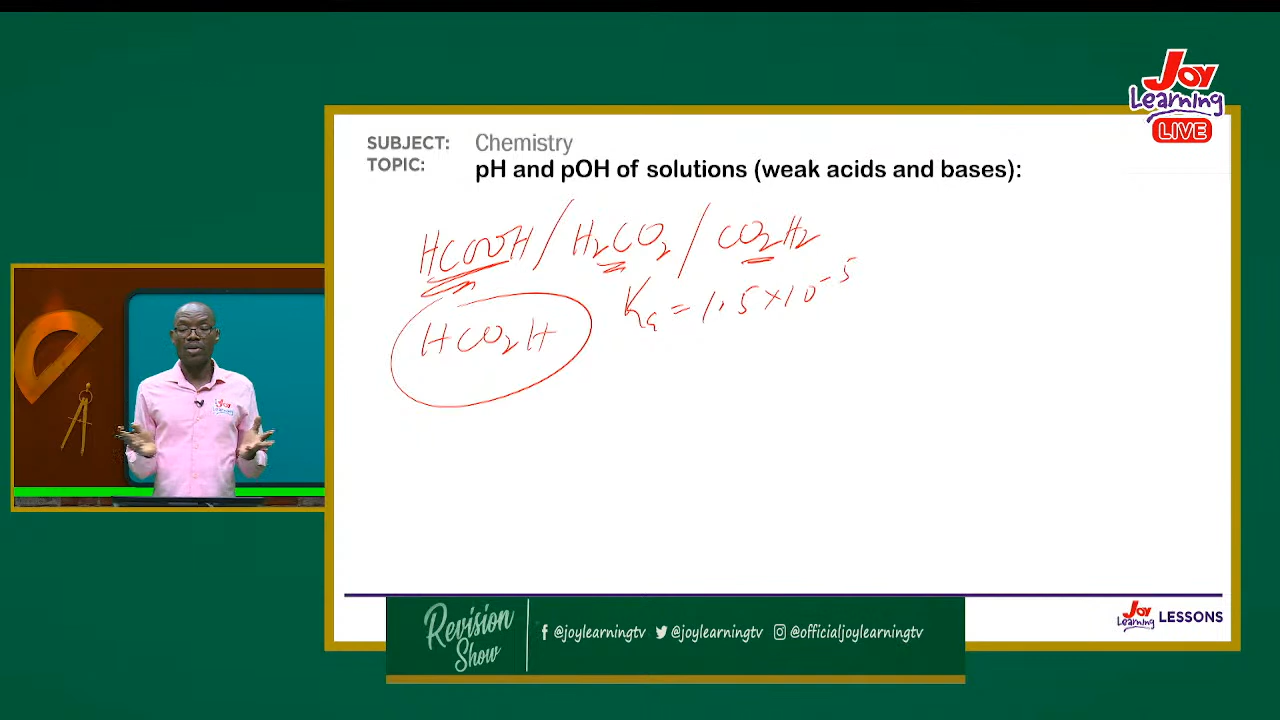 Joy
Learning
LIVE
SUBJECT: Chemistry
TOPIC: pH and pOH of solutions (weak acids and bases):
HCOOH / H₂CO₂ / CO₂H₂
Kₐ = 1.5 × 10⁻⁵
HCO₂H
Joy
Learning LESSONS
Revision
Show
@joylearningtv @joylearningtv @officialjoylearningtv